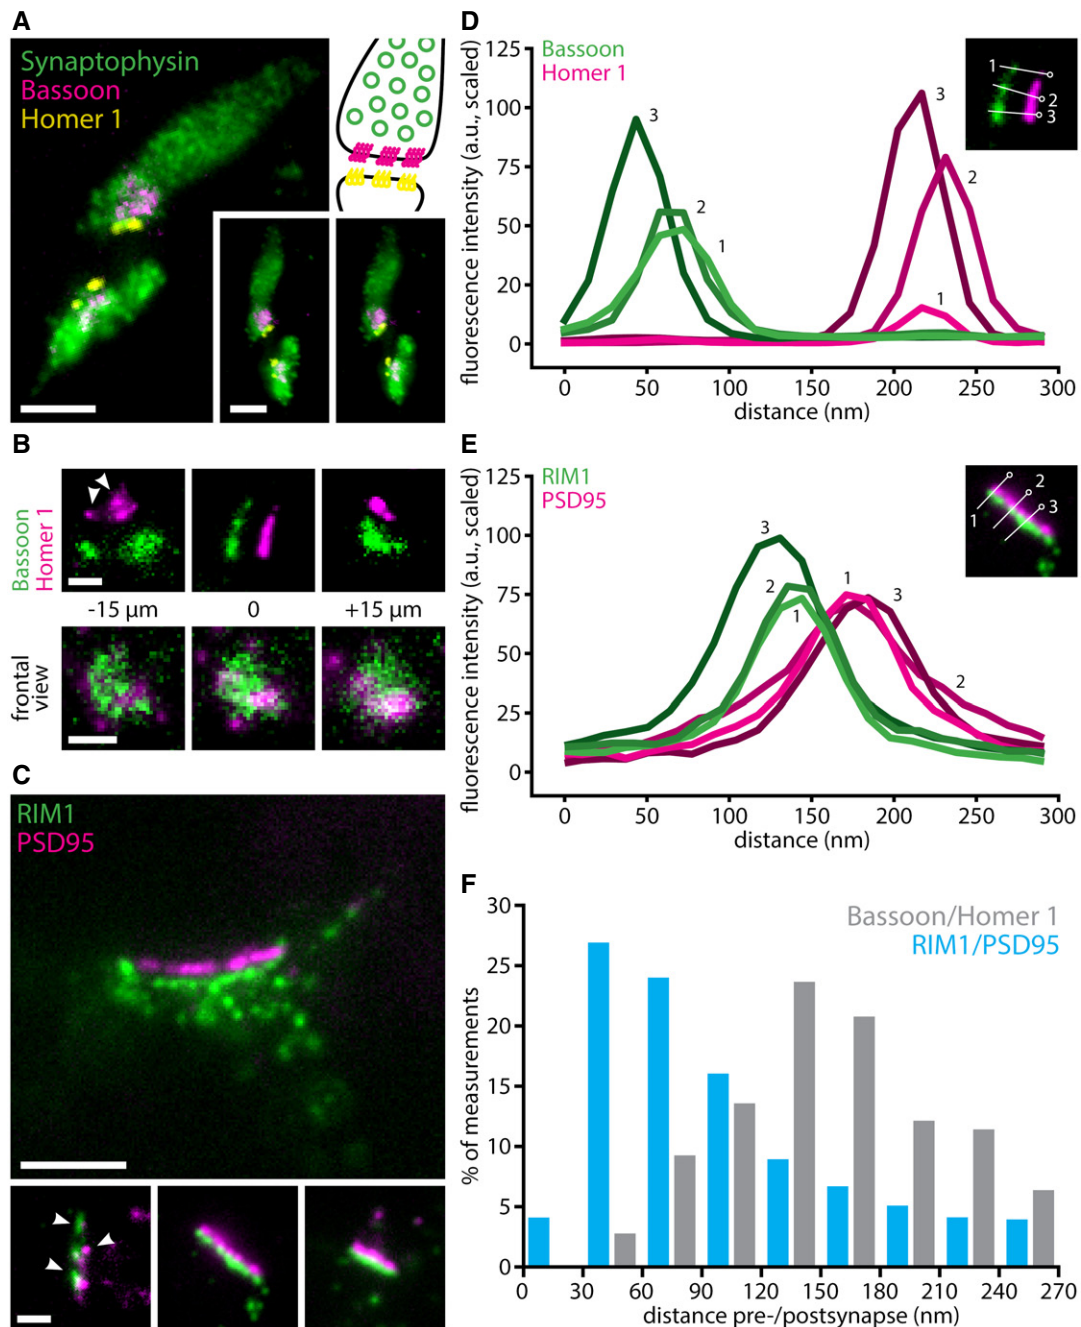 A
Synaptophysin
Bassoon
Homer 1
B
Bassoon
Homer 1
-15 µm
0
+15 µm
frontal
view
C
RIM1
PSD95
D
Bassoon
Homer 1
fluorescence intensity (a.u., scaled)
125
100
75
50
20
0
3
2
1
3
2
1
1
2
3
0
50
100
150
200
250
300
distance (nm)
E
RIM1
PSD95
fluorescence intensity (a.u., scaled)
125
100
75
50
25
0
3
2
1
1
3
2
1
2
3
0
50
100
150
200
250
300
distance (nm)
F
Bassoon/Homer 1
RIM1/PSD95
% of measurements
30
25
20
15
10
5
0
0
30
60
90
120
150
180
210
240
270
distance pre-/postsynapse (nm)